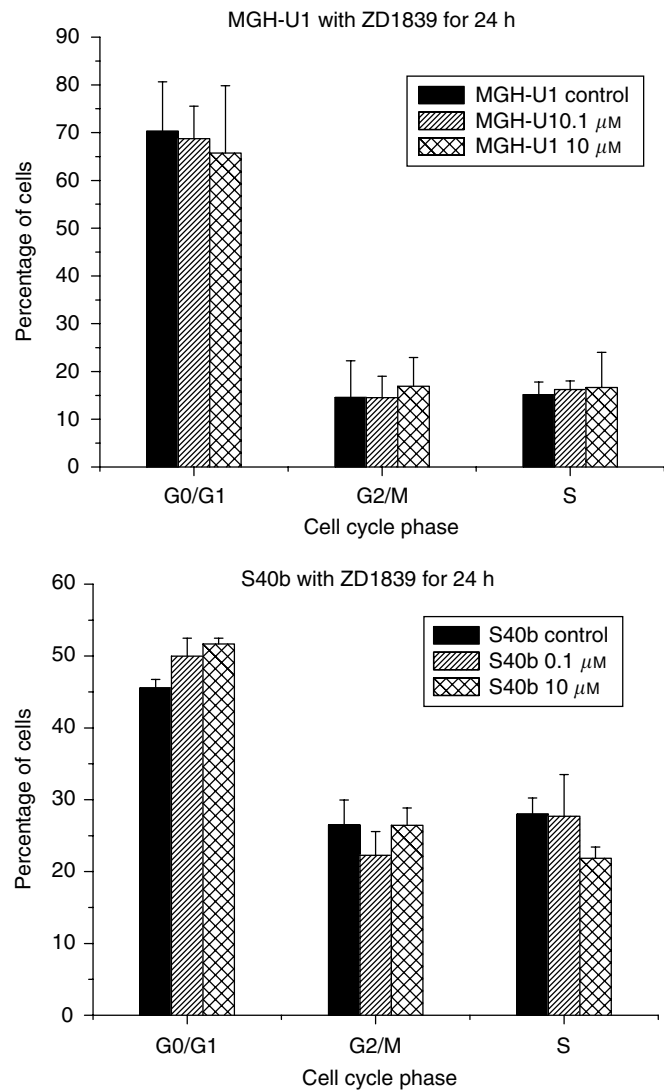 MGH-U1 with ZD1839 for 24 h
90
80
70
60
50
40
30
20
10
0
Percentage of cells
MGH-U1 control
MGH-U10.1 μM
MGH-U1 10 μM
G0/G1 G2/M S
Cell cycle phase
S40b with ZD1839 for 24 h
60
50
40
30
20
10
0
Percentage of cells
S40b control
S40b 0.1 μM
S40b 10 μM
G0/G1 G2/M S
Cell cycle phase